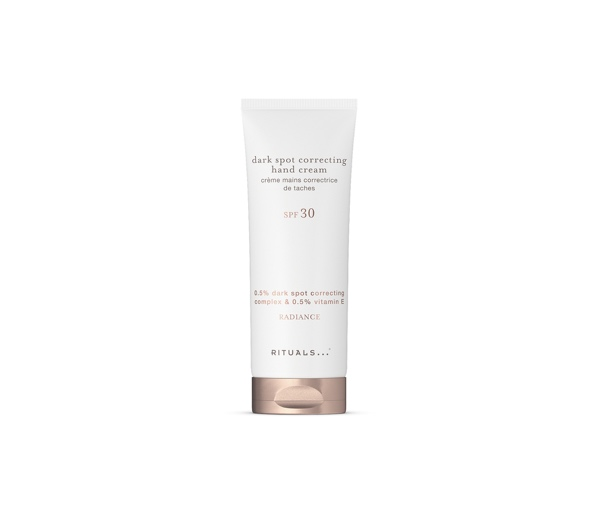 dark spot correcting
hand cream
crème mains correctrice
de taches
SPF 30
0.5% dark spot correcting
complex & 0.5% vitamin E
RADIANCE
RITUALS...